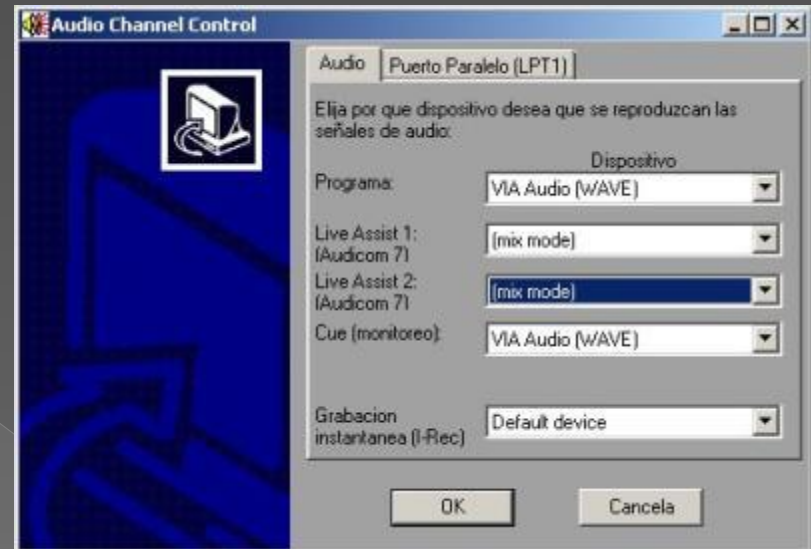 Audio Channel Control
Audio
Puerto Paralelo (LPT1)
Elija por que dispositivo desea que se reproduzcan las
señales de audio:
Dispositivo
Programa:
VIA Audio (WAVE)
Live Assist 1:
(Audicom 7)
(mix mode)
Live Assist 2:
(Audicom 7)
(mix mode)
Cue (monitoreo):
VIA Audio (WAVE)
Grabacion
instantanea (I-Rec)
Default device
OK
Cancela